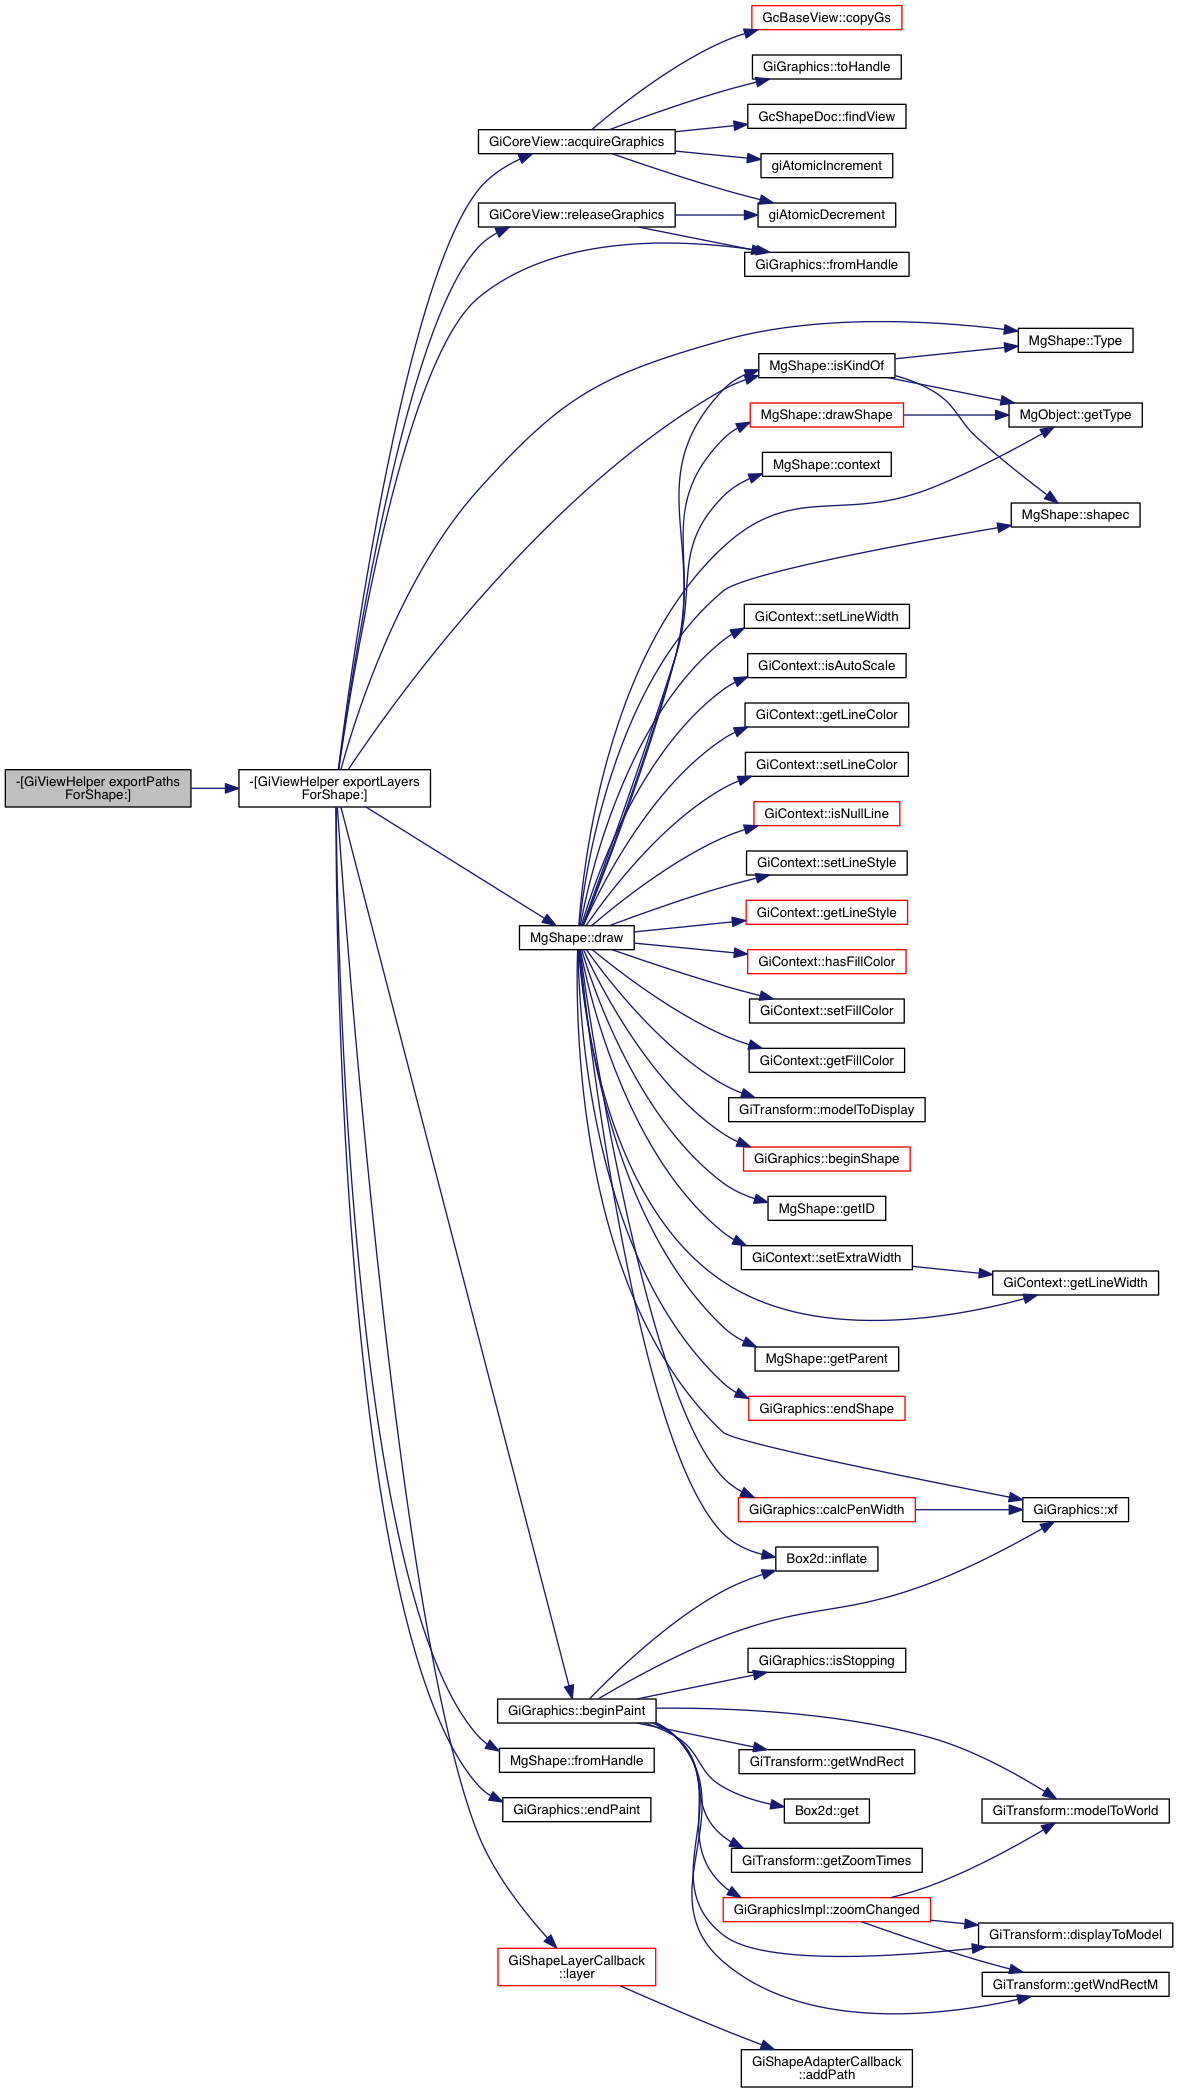 GcBaseView::copyGs
GiGraphics::toHandle
GcShapeDoc::findView
GiCoreView::acquireGraphics
giAtomicIncrement
GiCoreView::releaseGraphics
giAtomicDecrement
GiGraphics::fromHandle
MgShape::Type
MgShape::isKindOf
MgShape::drawShape
MgObject::getType
MgShape::context
MgShape::shapec
GiContext::setLineWidth
GiContext::isAutoScale
GiContext::getLineColor
GiContext::setLineColor
-[GiViewHelper exportPaths
ForShape:]
-[GiViewHelper exportLayers
ForShape:]
GiContext::isNullLine
GiContext::setLineStyle
GiContext::getLineStyle
MgShape::draw
GiContext::hasFillColor
GiContext::setFillColor
GiContext::getFillColor
GiTransform::modelToDisplay
GiGraphics::beginShape
MgShape::getID
GiContext::setExtraWidth
GiContext::getLineWidth
MgShape::getParent
GiGraphics::endShape
GiGraphics::calcPenWidth
GiGraphics::xf
Box2d::inflate
GiGraphics::isStopping
GiGraphics::beginPaint
MgShape::fromHandle
GiTransform::getWndRect
GiGraphics::endPaint
Box2d::get
GiTransform::modelToWorld
GiTransform::getZoomTimes
GiGraphicsImpl::zoomChanged
GiTransform::displayToModel
GiShapeLayerCallback
::layer
GiTransform::getWndRectM
GiShapeAdapterCallback
::addPath